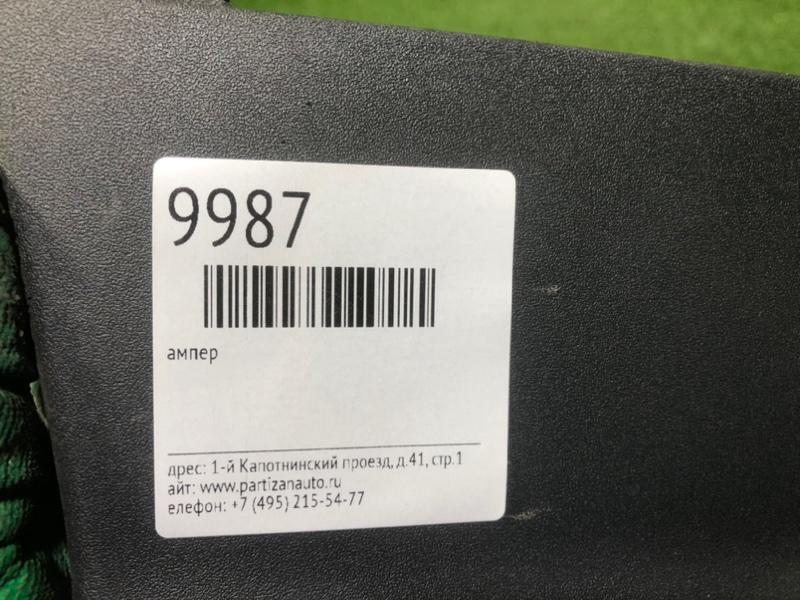 9987
ампер
дрес: 1-й Капотнинский проезд, д.41, стр.1
айт: www.partizanauto.ru
елефон: +7 (495) 215-54-77